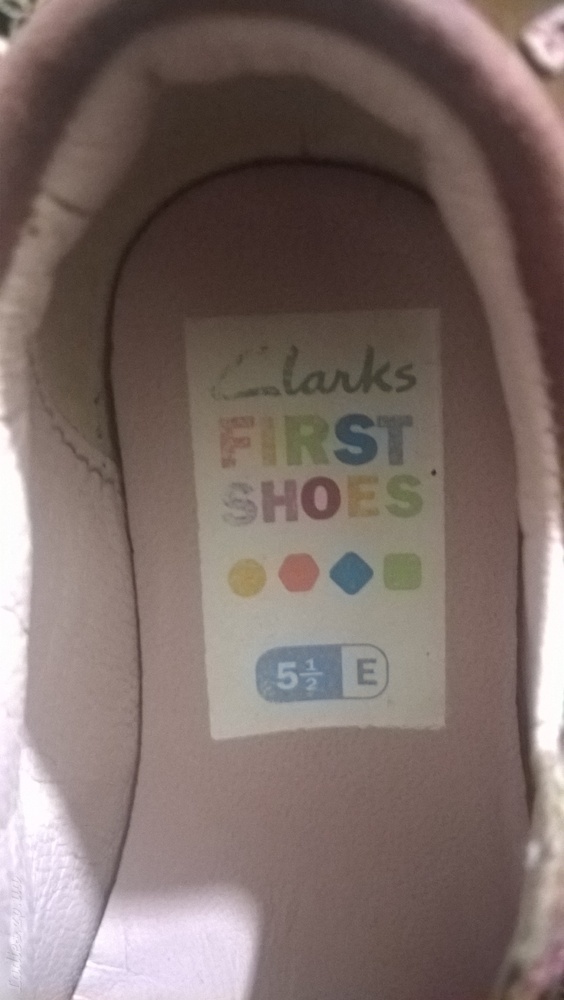 Clarks
FIRST
SHOES
5½ E